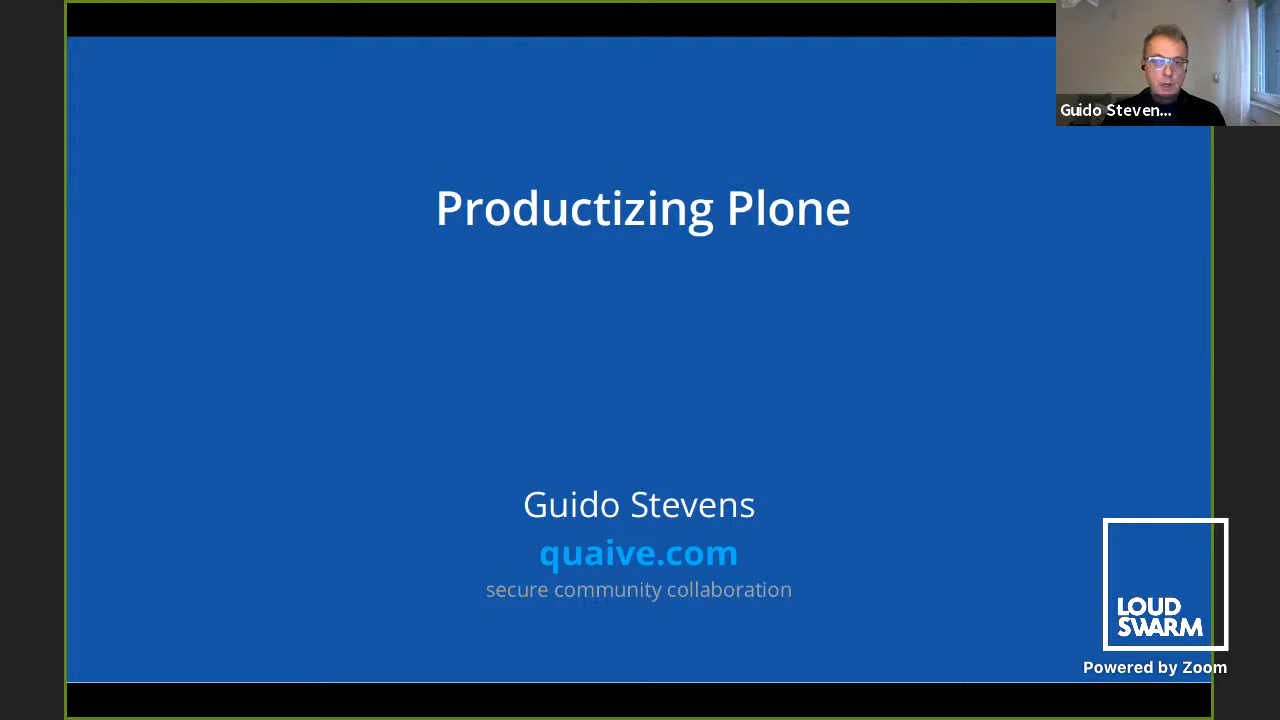 Guido Steven...
Productizing Plone
Guido Stevens
quaive.com
secure community collaboration
LOUD
SWARM
Powered by Zoom